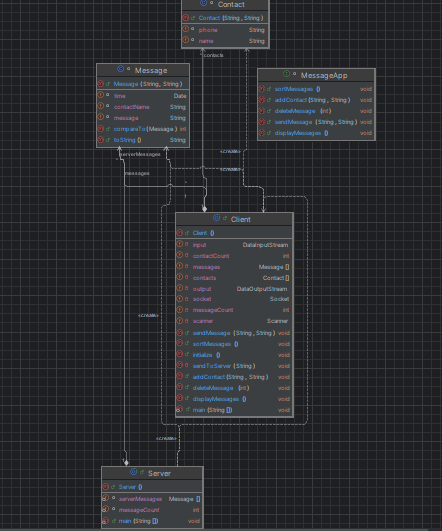 Contact
Contact (String, String)
phone String
name String
contacts
Message
Message (String, String)
time Date
contactName String
message String
compareTo (Message) int
toString () String
MessageApp
sortMessages () void
addContact (String, String) void
deleteMessage (int) void
sendMessage (String, String) void
displayMessages () void
serverMessages
messages
«create»
«create»
Client
Client ()
input DataInputStream
contactCount int
messages Message []
contacts Contact []
output DataOutputStream
socket Socket
messageCount int
scanner Scanner
sendMessage (String, String) void
sortMessages () void
initialize () void
sendToServer (String) void
addContact (String, String) void
deleteMessage (int) void
displayMessages () void
main (String []) void
«create»
«create»
Server
Server ()
serverMessages Message []
messageCount int
main (String []) void